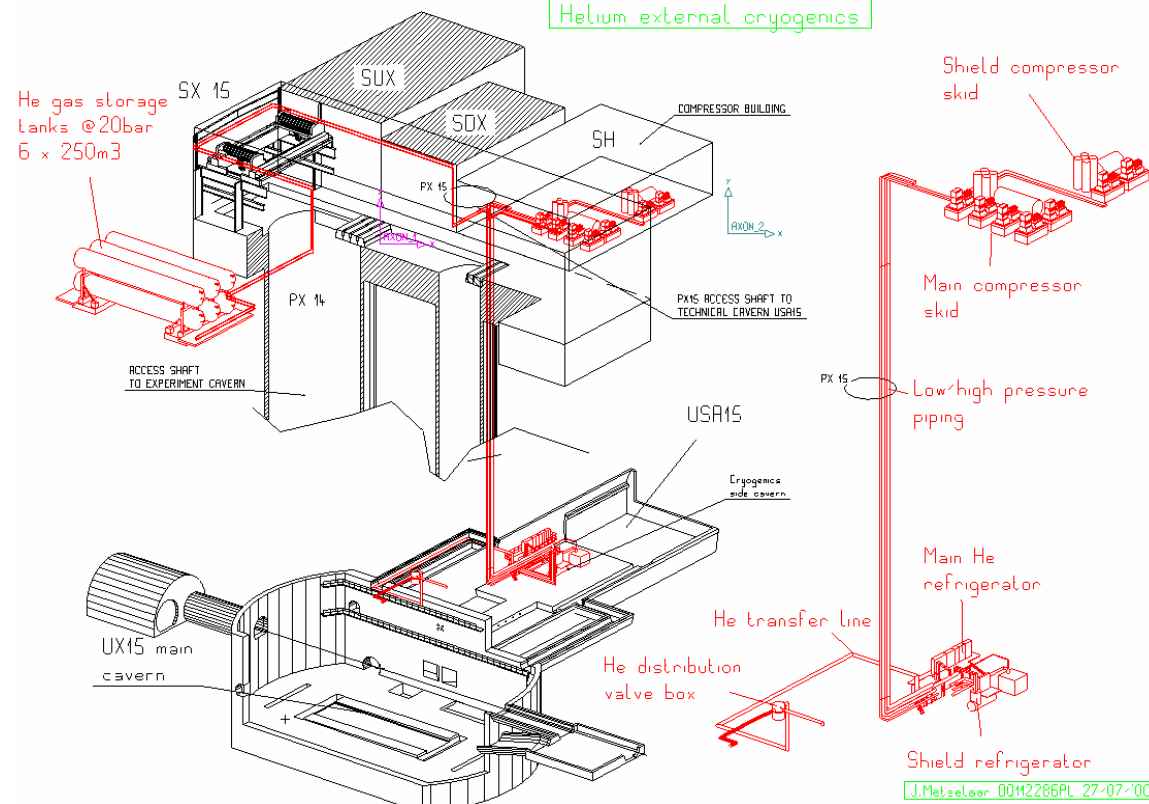 Helium external cryogenics
SX 15
SUX
SDX
SH
COMPRESSOR BUILDING
He gas storage
tanks @20bar
6 x 250m3
Shield compressor
skid
PX 15
Y
AXON_1
X
Y
AXON_2
X
PX 14
PX15 ACCESS SHAFT TO
TECHNICAL CAVERN USA15
Main compressor
skid
ACCESS SHAFT
TO EXPERIMENT CAVERN
PX 15
Low/high pressure
piping
USA15
Cryogenics
side cavern
Main He
refrigerator
UX15 main
cavern
He transfer line
He distribution
valve box
Shield refrigerator
J.Metselaar 00112286PL 27/07/'00